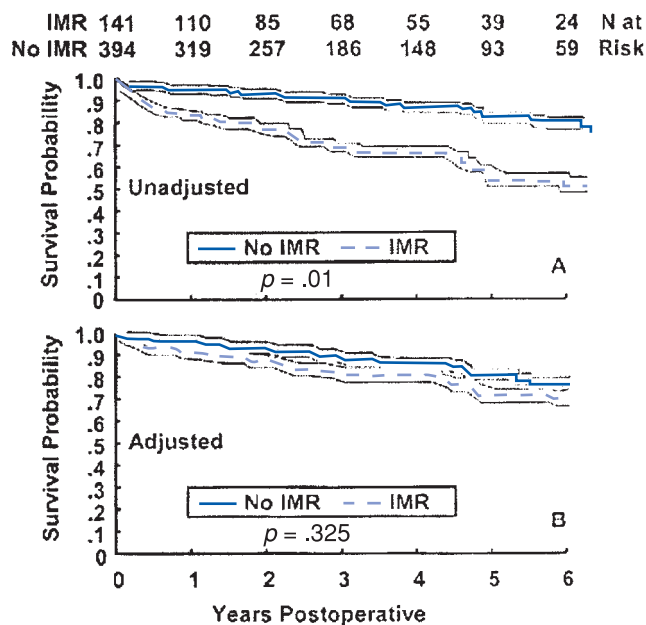 IMR 141 110 85 68 55 39 24 N at
No IMR 394 319 257 186 148 93 59 Risk
1.0
.9
.8
.7
.6
.5
.4
.3
.2
.1
0
Survival Probability
Unadjusted
No IMR IMR
p = .01
A
1.0
.9
.8
.7
.6
.5
.4
.3
.2
.1
0
Survival Probability
Adjusted
No IMR IMR
p = .325
B
0 1 2 3 4 5 6
Years Postoperative